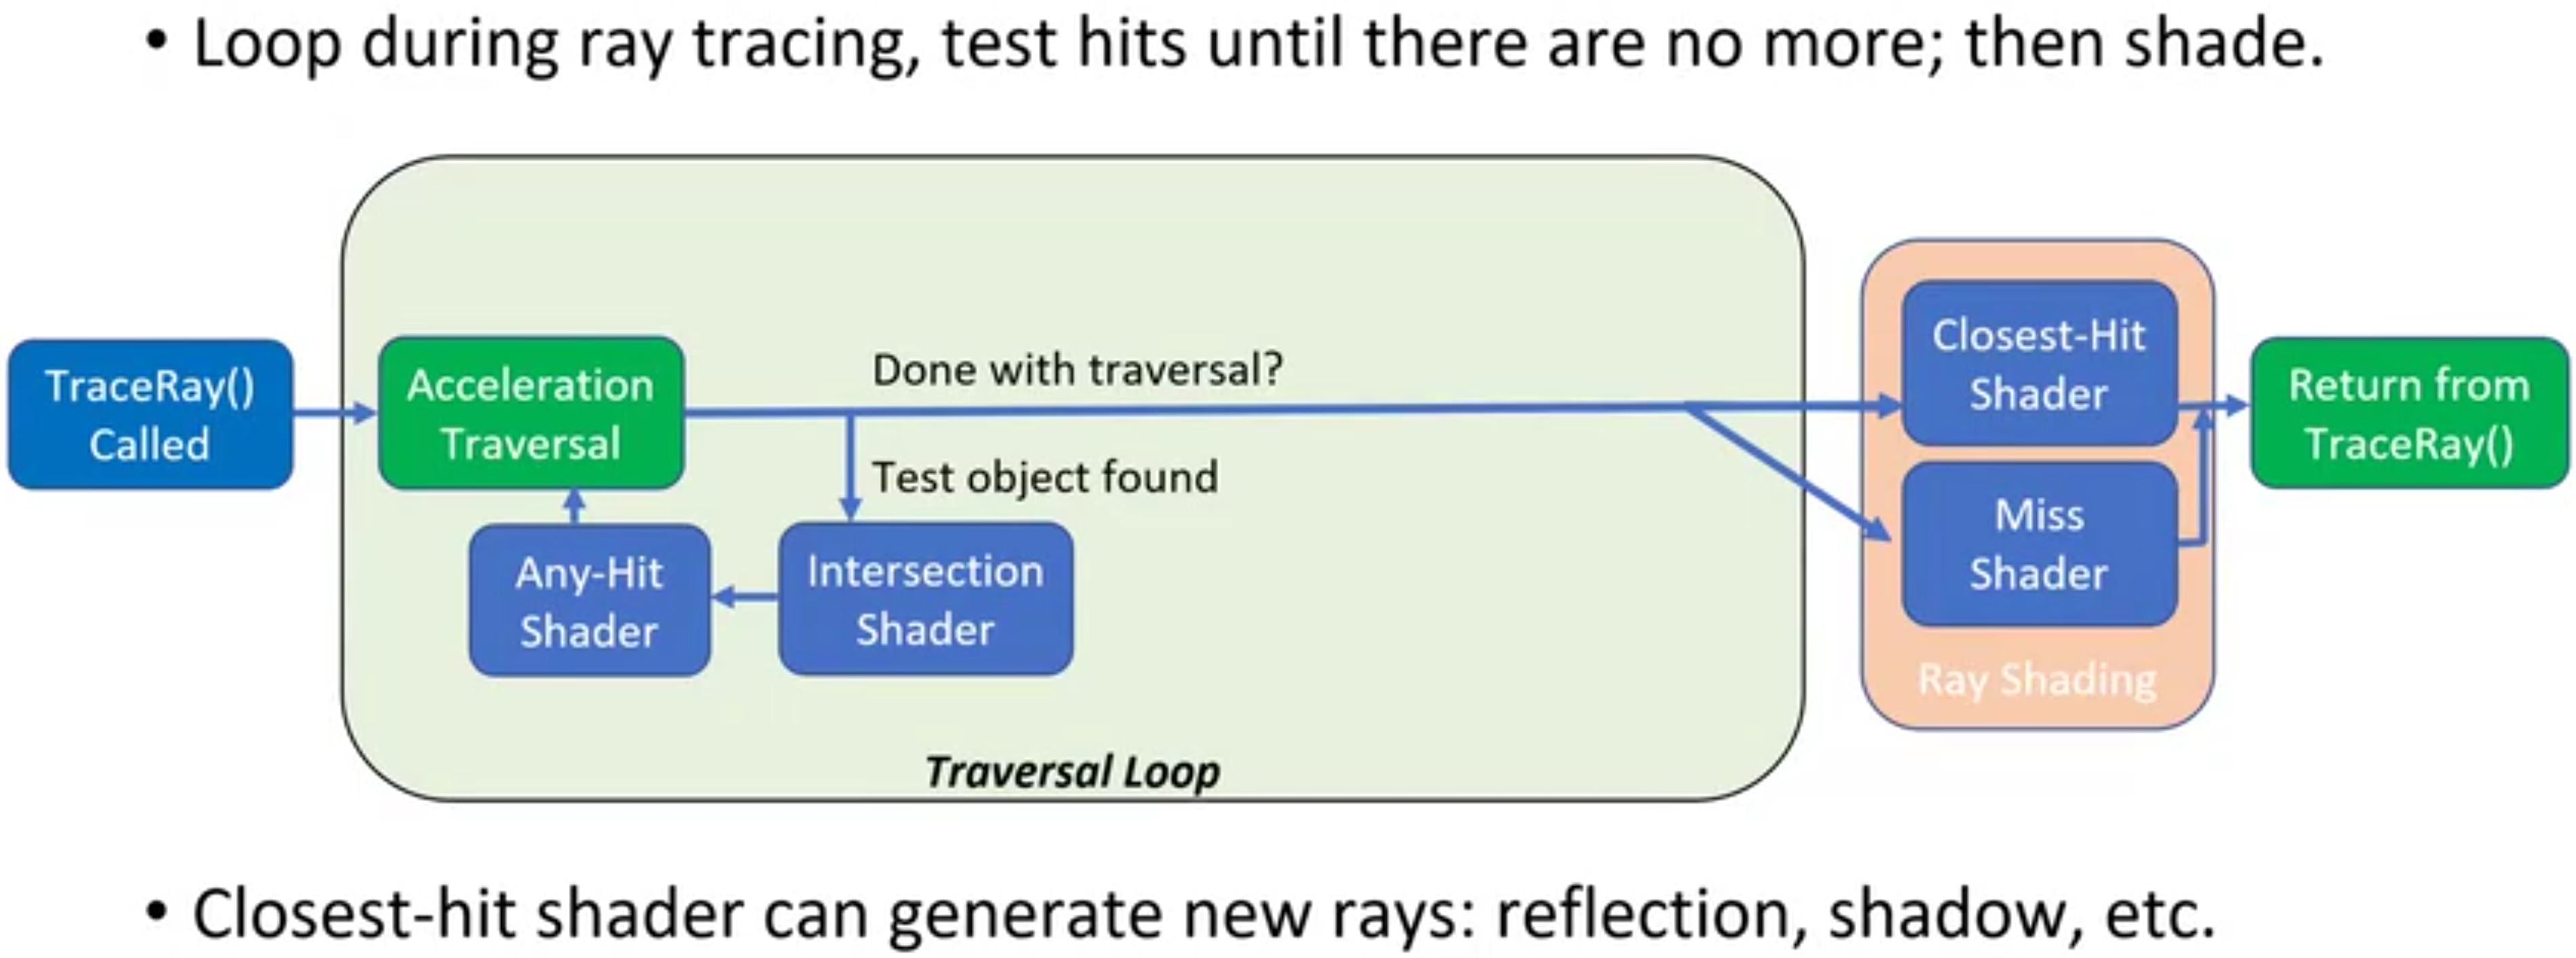 • Loop during ray tracing, test hits until there are no more; then shade.
TraceRay()
Called
Acceleration
Traversal
Done with traversal?
Test object found
Any-Hit
Shader
Intersection
Shader
Traversal Loop
Closest-Hit
Shader
Miss
Shader
Ray Shading
Return from
TraceRay()
• Closest-hit shader can generate new rays: reflection, shadow, etc.